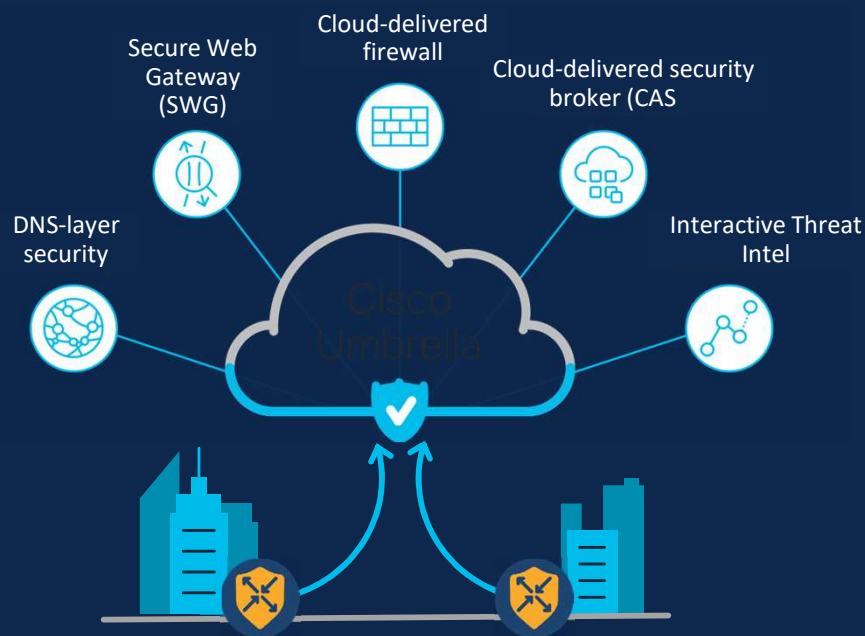 Cloud-delivered
firewall
Secure Web
Gateway
(SWG)
Cloud-delivered security
broker (CAS
DNS-layer
security
Interactive Threat
Intel
Cisco
Umbrella